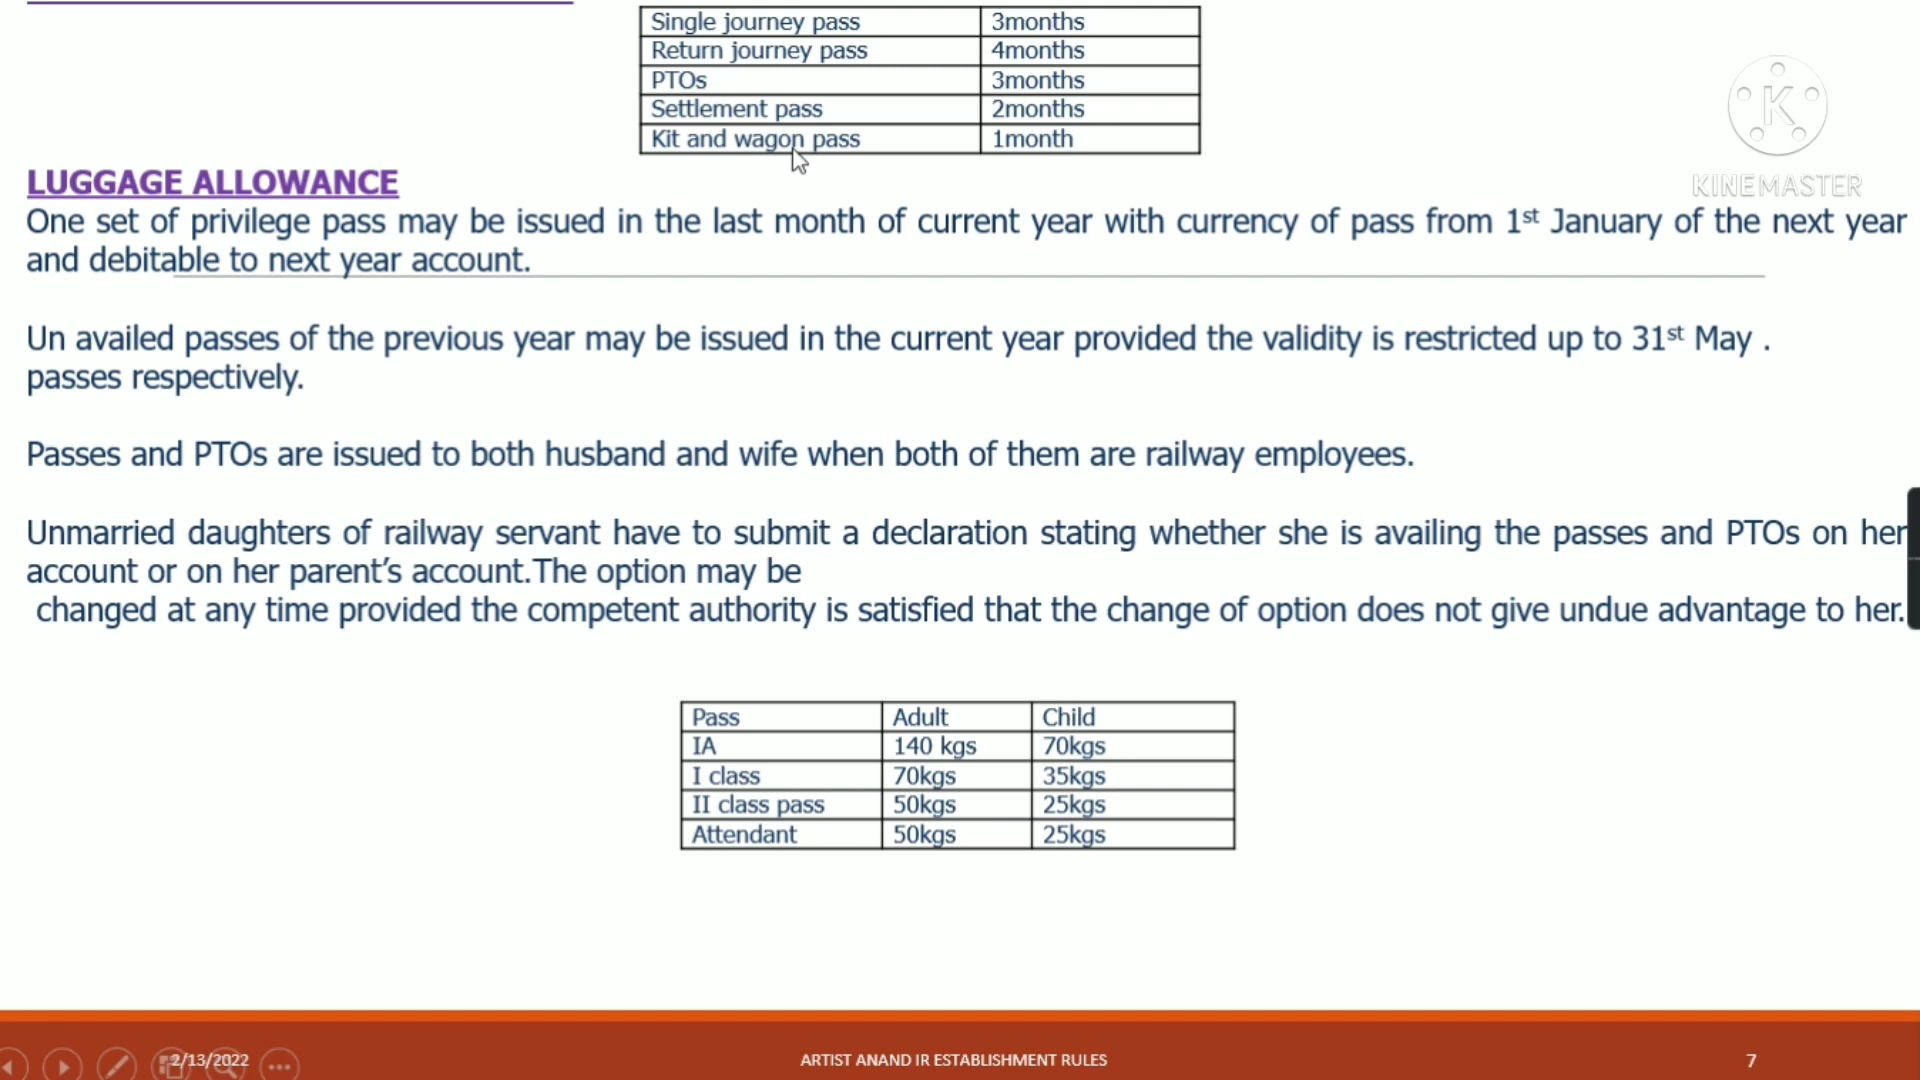 Single journey pass 3months
Return journey pass 4months
PTOs 3months
Settlement pass 2months
Kit and wagon pass 1month
K
KINEMASTER
LUGGAGE ALLOWANCE
One set of privilege pass may be issued in the last month of current year with currency of pass from 1st January of the next year
and debitable to next year account.
Un availed passes of the previous year may be issued in the current year provided the validity is restricted up to 31st May .
passes respectively.
Passes and PTOs are issued to both husband and wife when both of them are railway employees.
Unmarried daughters of railway servant have to submit a declaration stating whether she is availing the passes and PTOs on her
account or on her parent’s account.The option may be
changed at any time provided the competent authority is satisfied that the change of option does not give undue advantage to her.
Pass Adult Child
IA 140 kgs 70kgs
I class 70kgs 35kgs
II class pass 50kgs 25kgs
Attendant 50kgs 25kgs
2/13/2022 ARTIST ANAND IR ESTABLISHMENT RULES 7